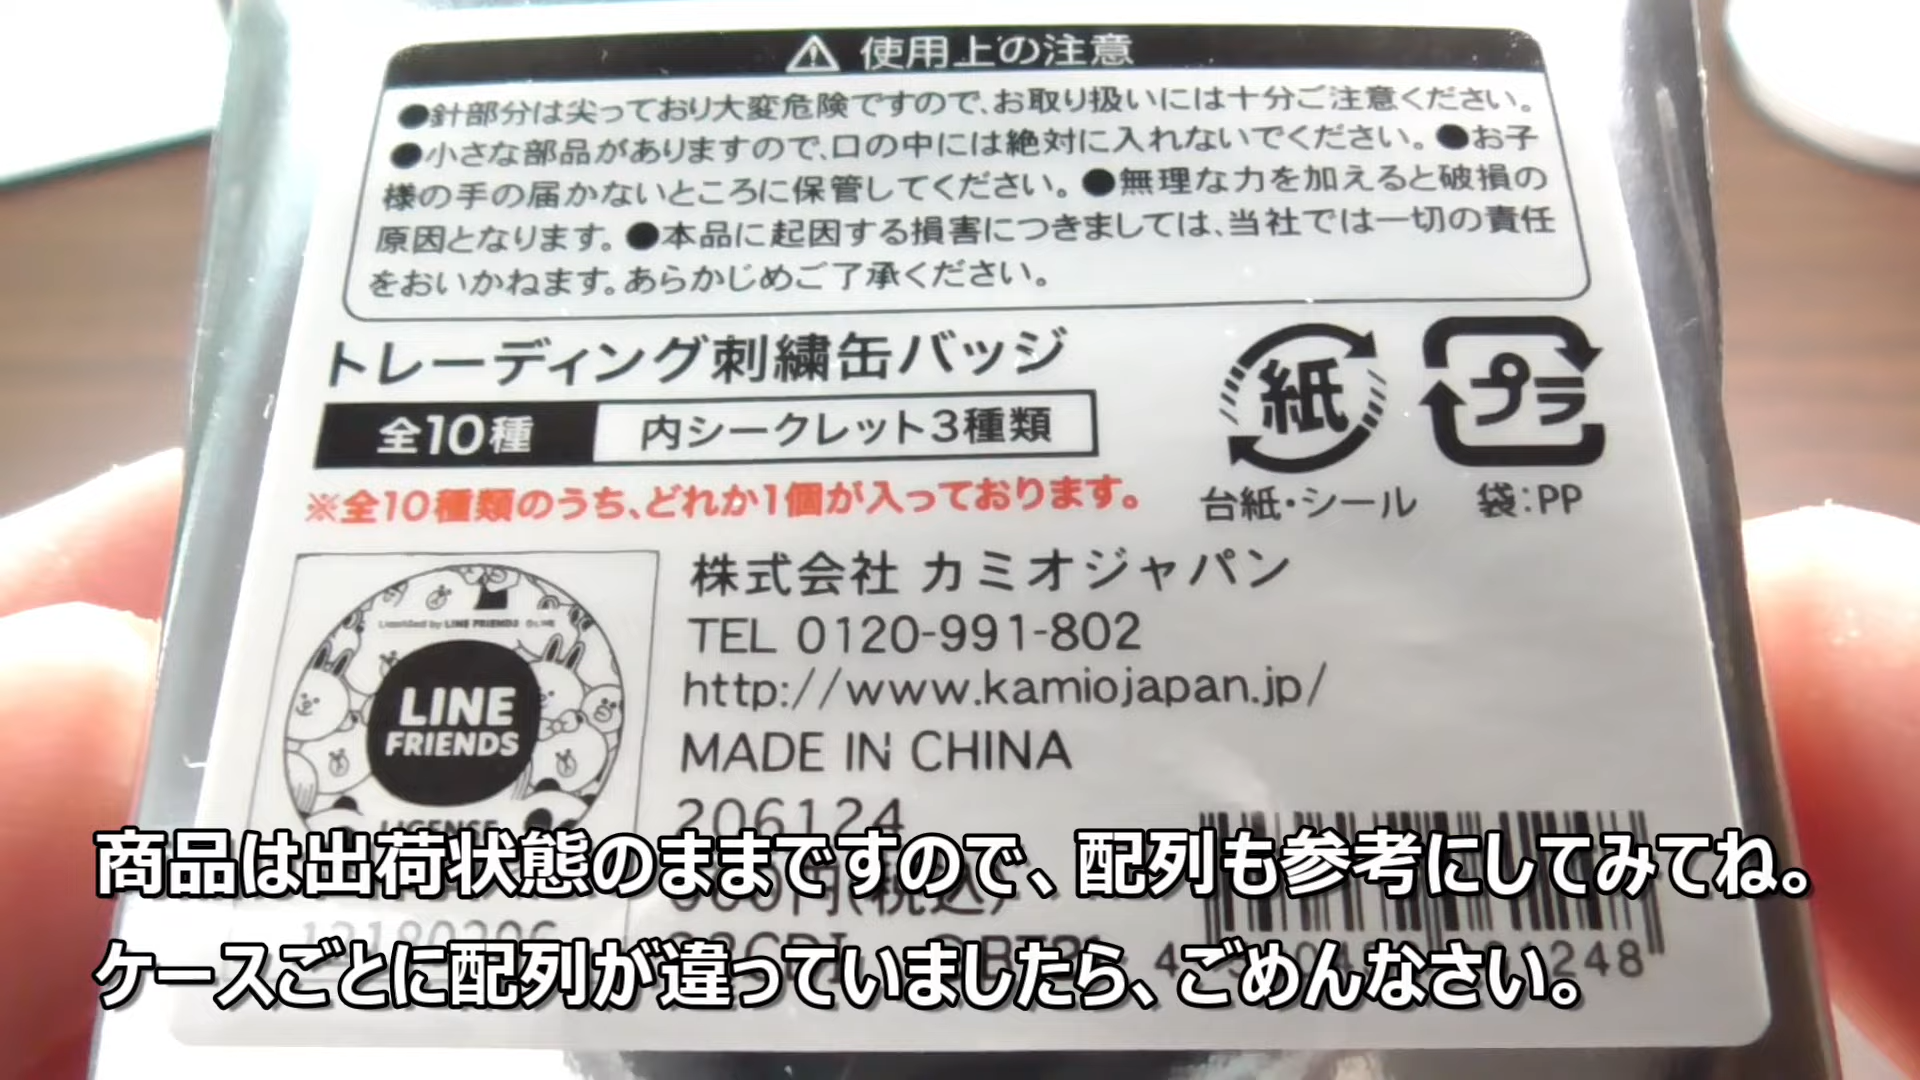 使用上の注意
●針部分は尖っており大変危険ですので、お取り扱いには十分ご注意ください。
●小さな部品がありますので、口の中には絶対に入れないでください。●お子
様の手の届かないところに保管してください。●無理な力を加えると破損の
原因となります。●本品に起因する損害につきましては、当社では一切の責任
をおいかねます。あらかじめご了承ください。
トレーディング刺繍缶バッジ
全10種 内シークレット3種類
※全10種類のうち、どれか1個が入っております。
紙 プラ
台紙・シール 袋:PP
株式会社 カミオジャパン
TEL 0120-991-802
http://www.kamiojapan.jp/
MADE IN CHINA
206124
by LINE FRIENDS
LINE
FRIENDS
LICENSE
商品は出荷状態のままですので、配列も参考にしてみてね。
円(税込)
248
ケースごとに配列が違っていましたら、ごめんなさい。